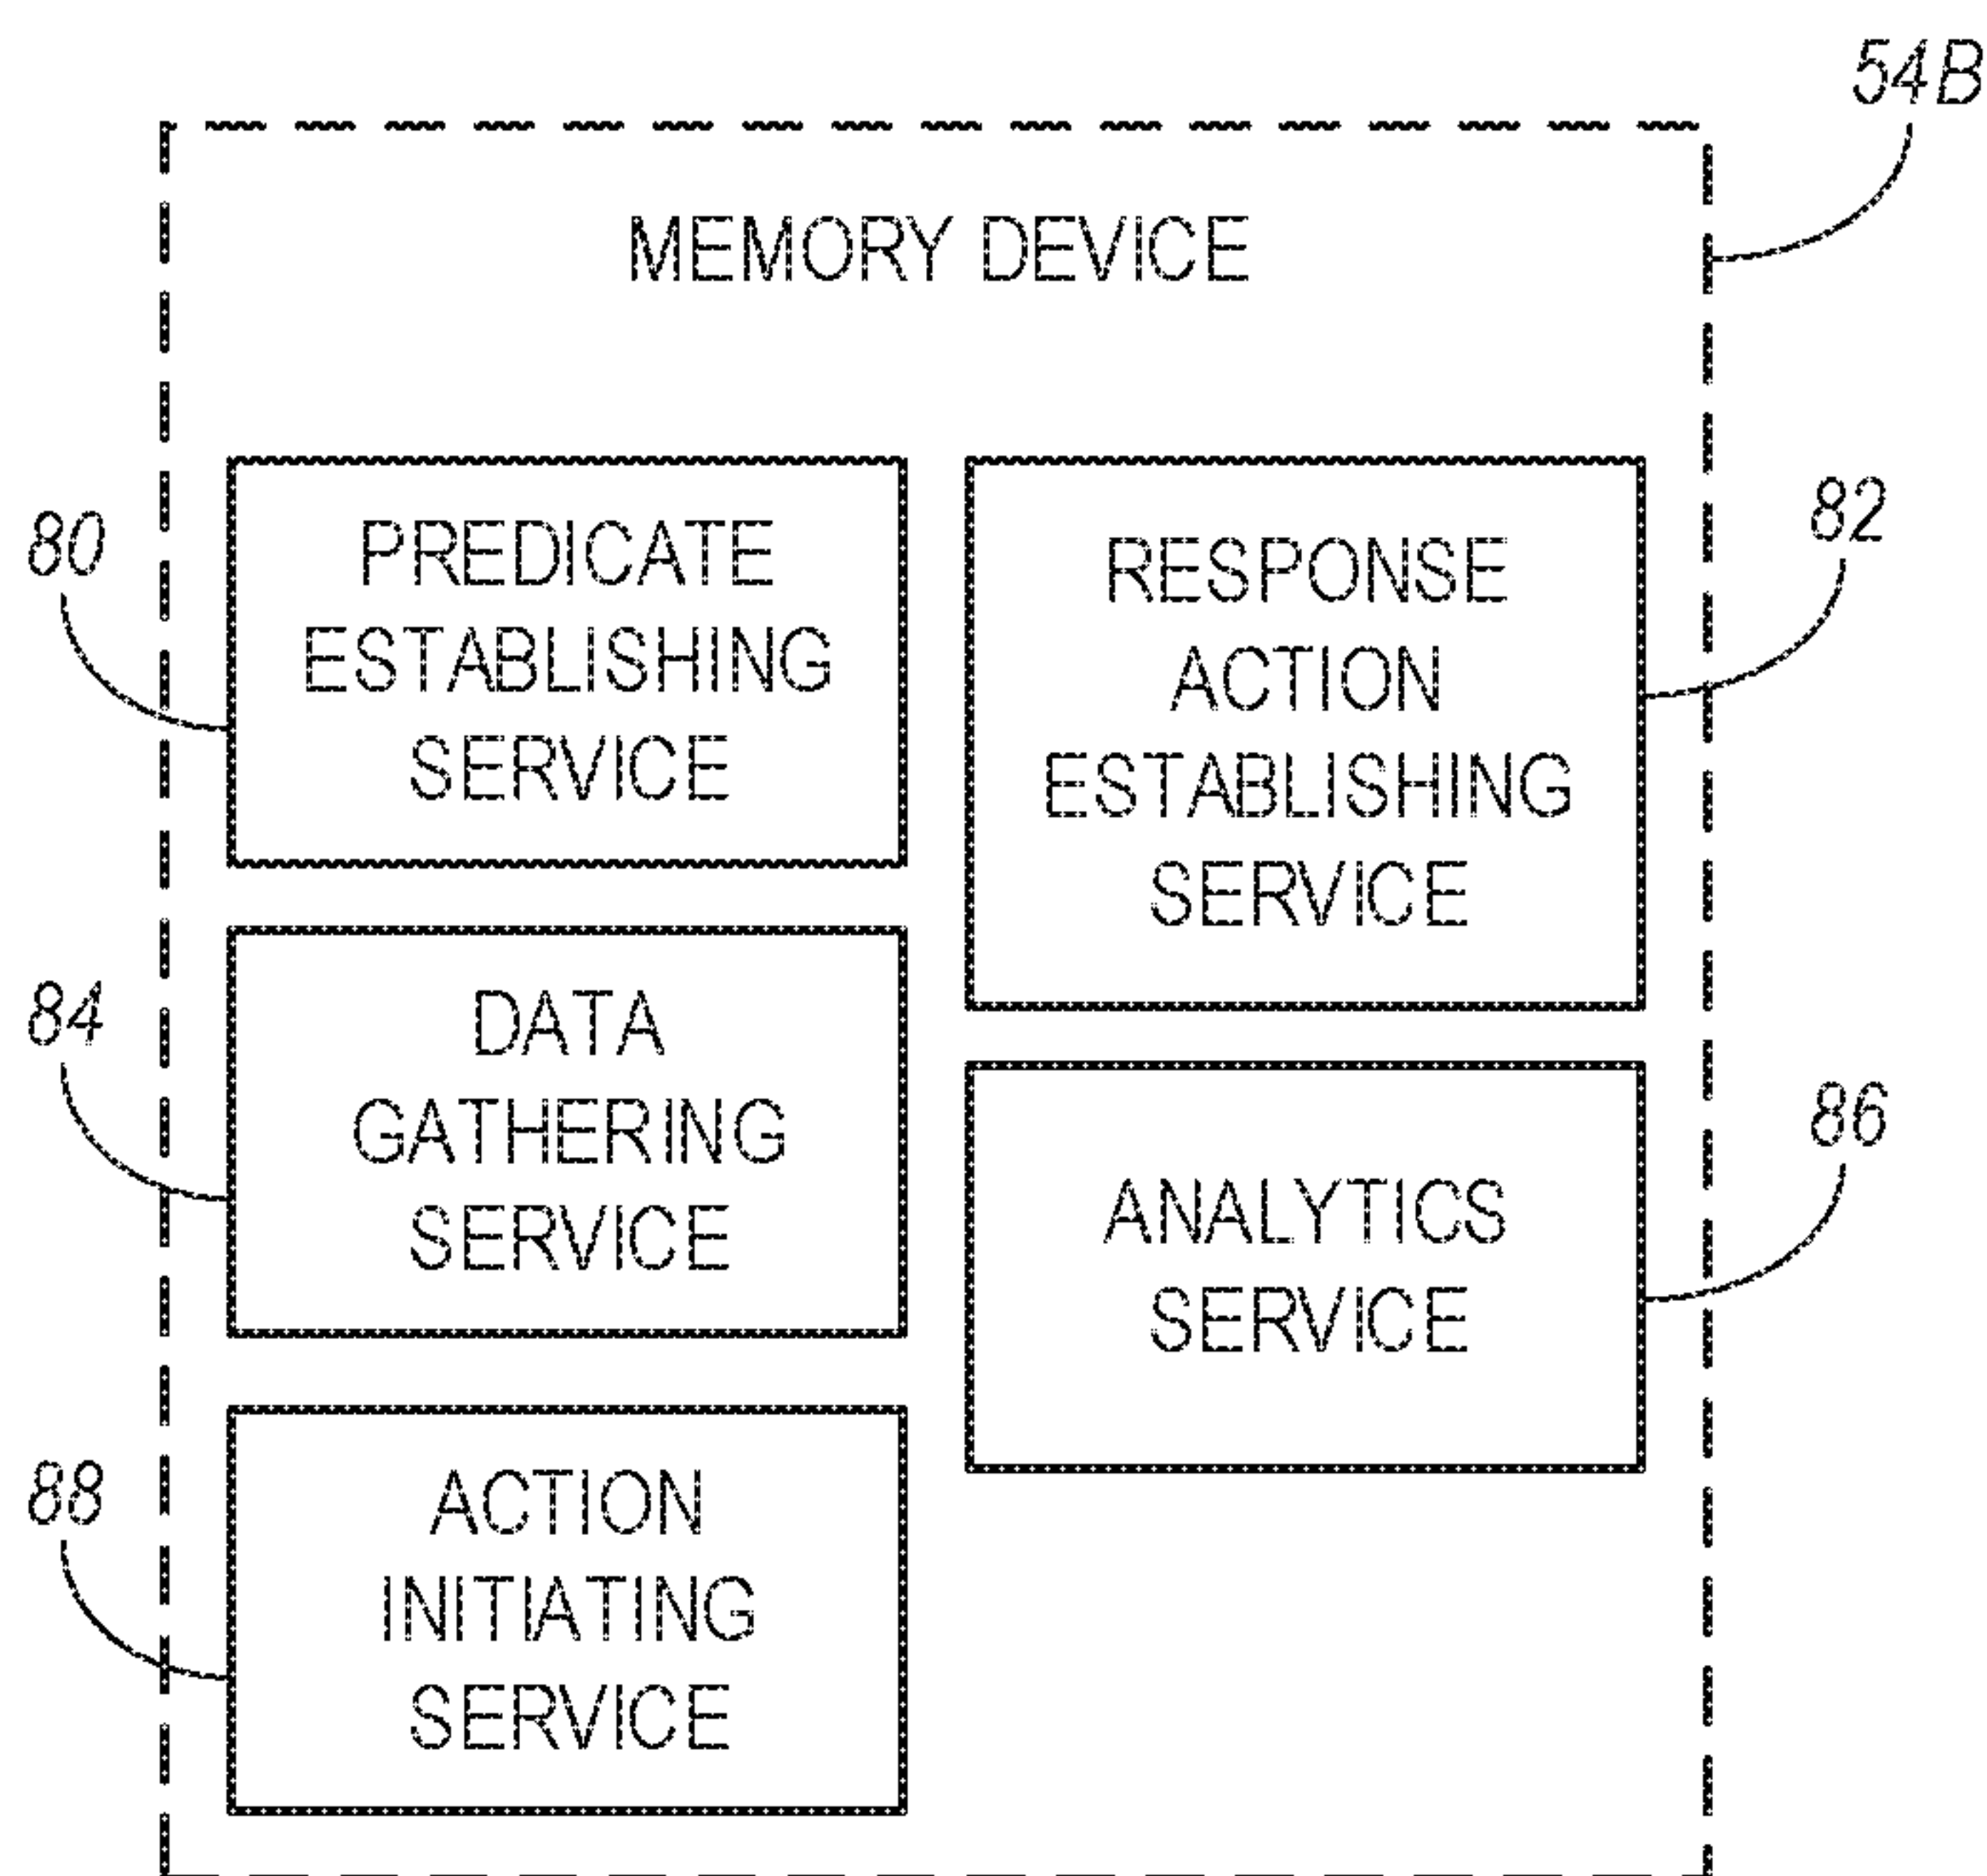 54B
MEMORY DEVICE
80
PREDICATE
ESTABLISHING
SERVICE
82
RESPONSE
ACTION
ESTABLISHING
SERVICE
84
DATA
GATHERING
SERVICE
86
ANALYTICS
SERVICE
88
ACTION
INITIATING
SERVICE